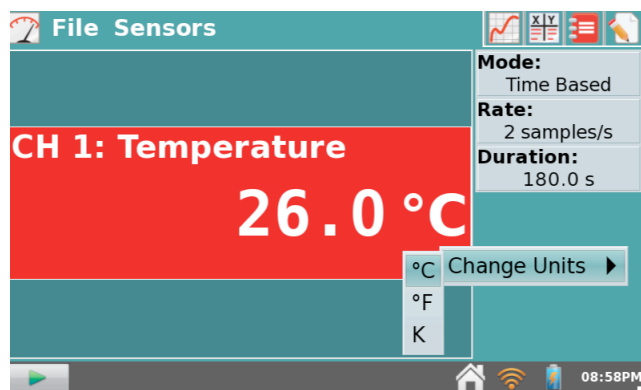 File Sensors
X Y
Mode:
Time Based
Rate:
2 samples/s
Duration:
180.0 s
CH 1: Temperature
26.0 °C
Change Units
°C
°F
K
08:58PM